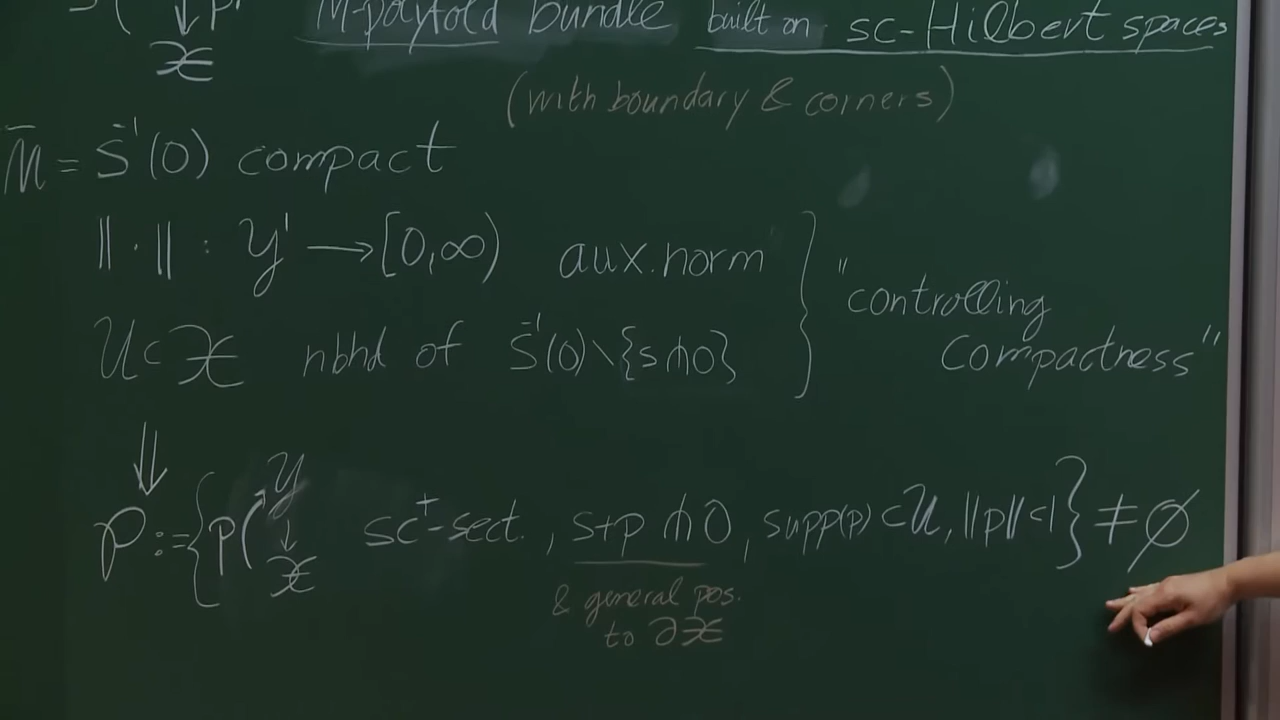 s ( ↓ p M-polyfold bundle built on sc-Hilbert spaces
𝒳
(with boundary & corners)
M̄ = s⁻¹(0) compact
‖·‖ : 𝒴¹ ⟶ [0,∞) aux. norm
"controlling
𝒰 ⊂ 𝒳 nbhd of s⁻¹(0) \ {s ⋔ 0}
compactness"
⇓
𝒴
𝒫 := { p ( ↓ sc⁺-sect., s+p ⋔ 0, supp(p) ⊂ 𝒰, ‖p‖<1 } ≠ ∅
𝒳
& general pos.
to ∂𝒳